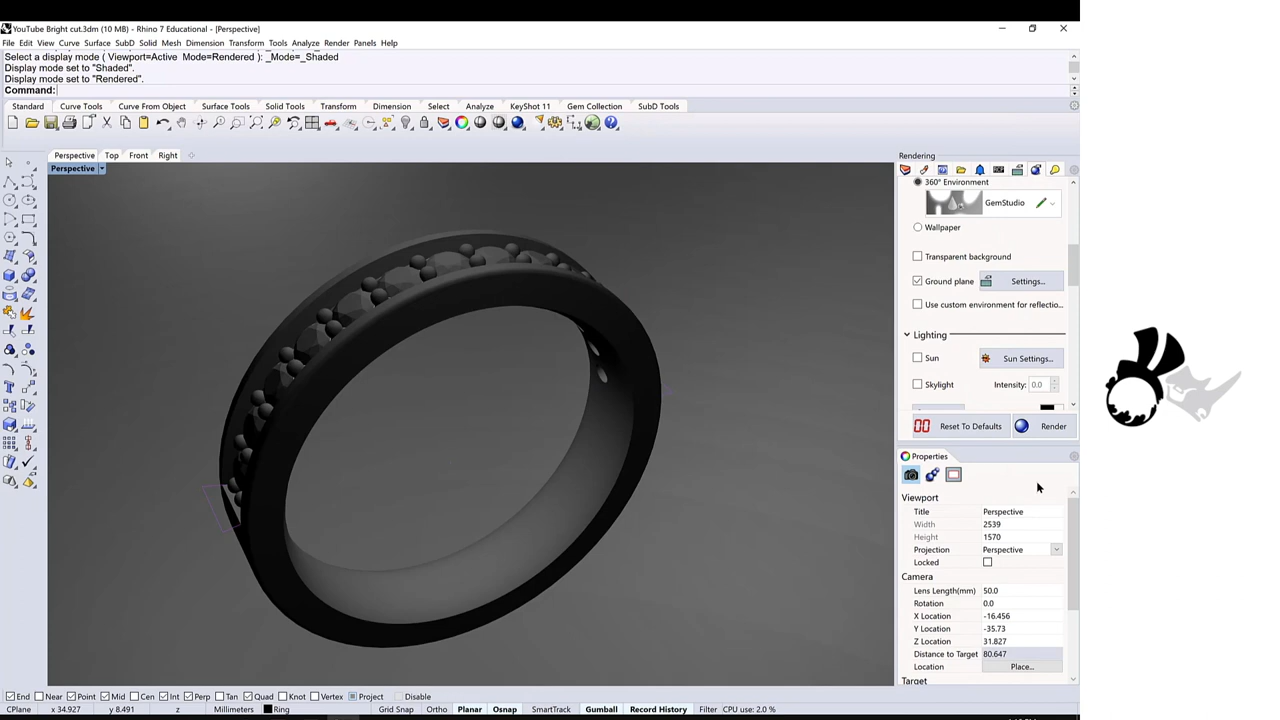 YouTube Bright cut.3dm (10 MB) - Rhino 7 Educational - [Perspective]
File Edit View Curve Surface SubD Solid Mesh Dimension Transform Tools Analyze Render Panels Help
Select a display mode ( Viewport=Active Mode=Rendered ): _Mode=_Shaded
Display mode set to "Shaded".
Display mode set to "Rendered".
Command:
Standard Curve Tools Curve From Object Surface Tools Solid Tools Transform Dimension Select Analyze KeyShot 11 Gem Collection SubD Tools
Perspective Top Front Right
Perspective
Rendering
360° Environment
GemStudio
Wallpaper
Transparent background
Ground plane Settings...
Use custom environment for reflectio...
Lighting
Sun Sun Settings...
Skylight Intensity: 0.0
Reset To Defaults Render
Properties
Viewport
Title Perspective
Width 2539
Height 1570
Projection Perspective
Locked
Camera
Lens Length(mm) 50.0
Rotation 0.0
X Location -16.456
Y Location -35.73
Z Location 31.827
Distance to Target 80.647
Location Place...
Target
End Near Point Mid Cen Int Perp Tan Quad Knot Vertex Project Disable
CPlane x 34.927 y 8.491 z Millimeters Ring Grid Snap Ortho Planar Osnap SmartTrack Gumball Record History Filter CPU use: 2.0 %